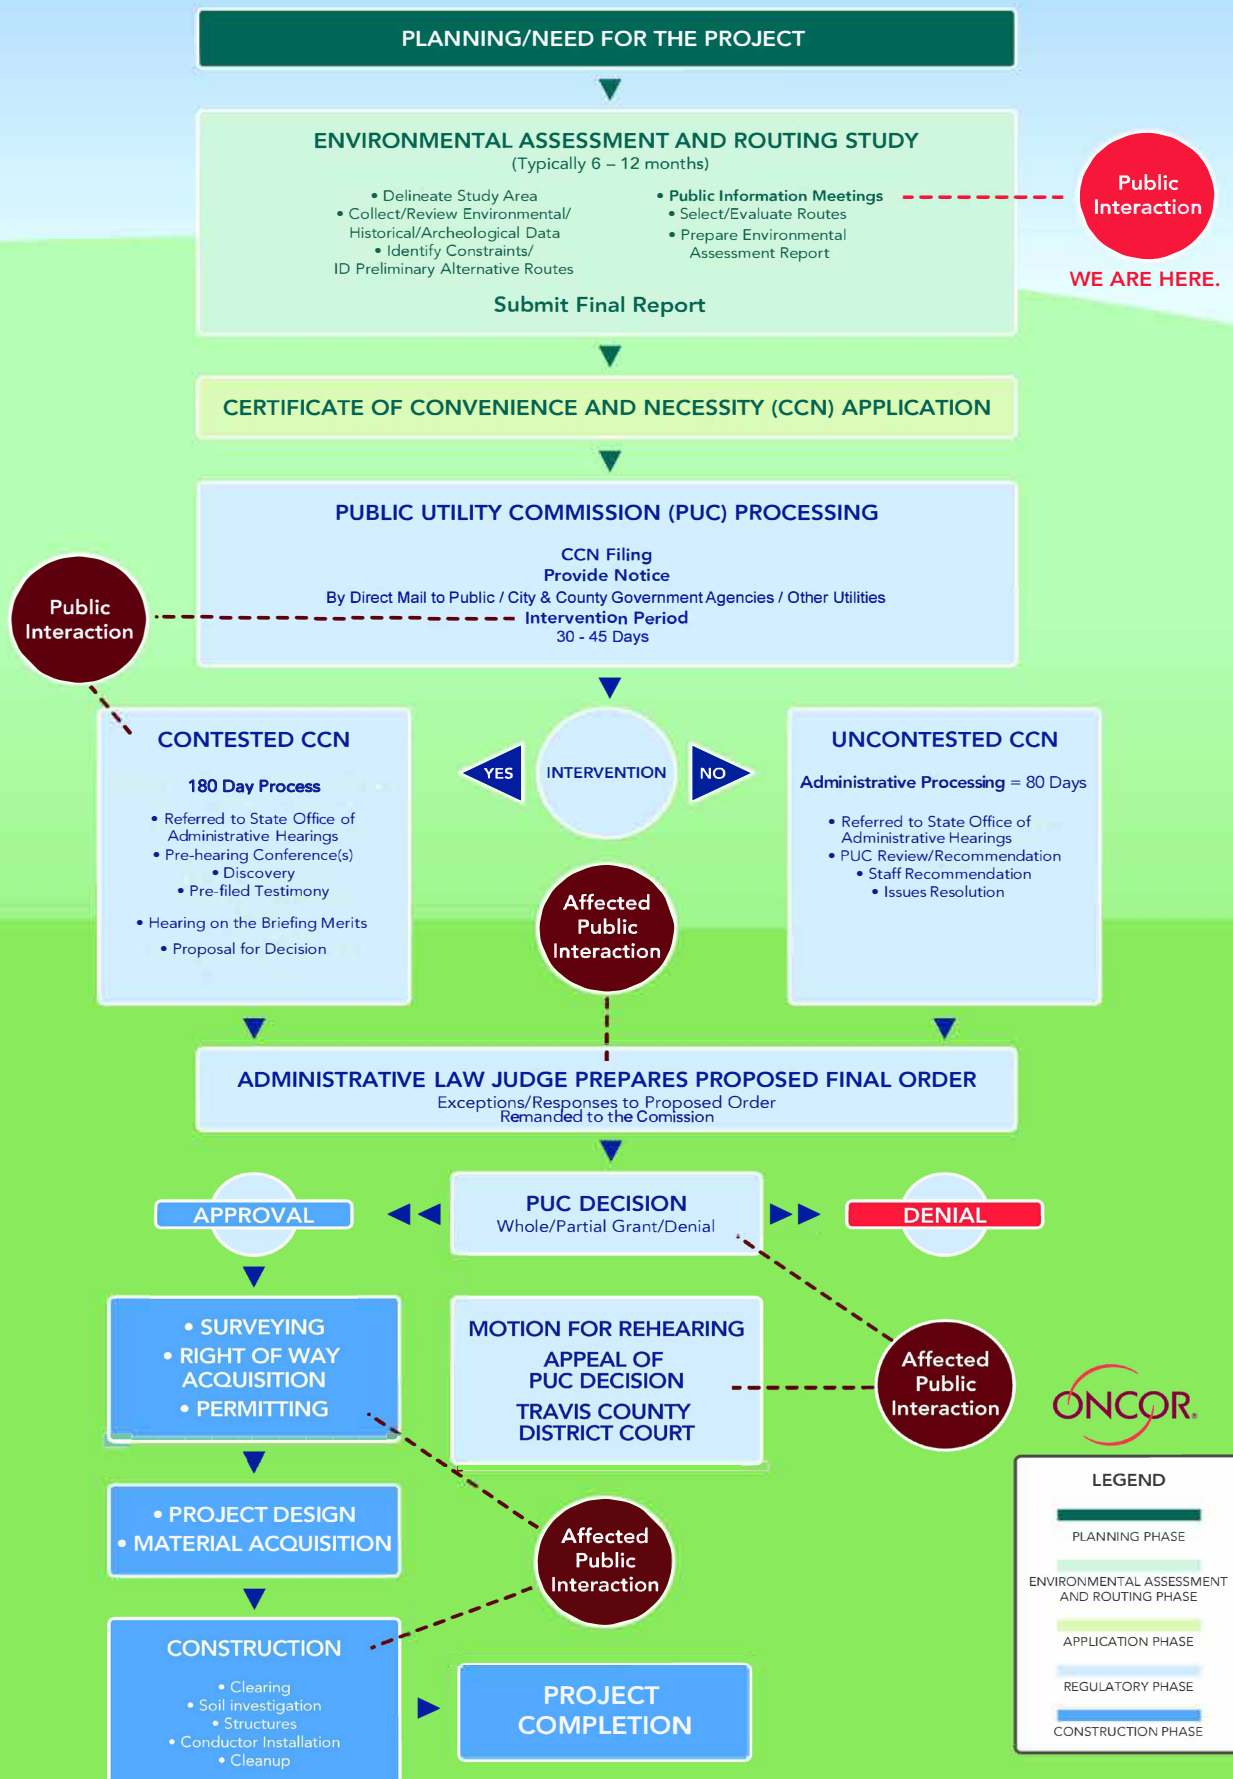 PLANNING/NEED FOR THE PROJECT
ENVIRONMENTAL ASSESSMENT AND ROUTING STUDY
(Typically 6 – 12 months)
• Delineate Study Area
• Collect/Review Environmental/
Historical/Archeological Data
• Identify Constraints/
ID Preliminary Alternative Routes
• Public Information Meetings
• Select/Evaluate Routes
• Prepare Environmental
Assessment Report
Submit Final Report
Public
Interaction
WE ARE HERE.
CERTIFICATE OF CONVENIENCE AND NECESSITY (CCN) APPLICATION
PUBLIC UTILITY COMMISSION (PUC) PROCESSING
CCN Filing
Provide Notice
By Direct Mail to Public / City & County Government Agencies / Other Utilities
Intervention Period
30 - 45 Days
Public
Interaction
CONTESTED CCN
180 Day Process
• Referred to State Office of
Administrative Hearings
• Pre-hearing Conference(s)
• Discovery
• Pre-filed Testimony
• Hearing on the Briefing Merits
• Proposal for Decision
YES
INTERVENTION
NO
UNCONTESTED CCN
Administrative Processing = 80 Days
• Referred to State Office of
Administrative Hearings
• PUC Review/Recommendation
• Staff Recommendation
• Issues Resolution
Affected
Public
Interaction
ADMINISTRATIVE LAW JUDGE PREPARES PROPOSED FINAL ORDER
Exceptions/Responses to Proposed Order
Remanded to the Comission
APPROVAL
PUC DECISION
Whole/Partial Grant/Denial
DENIAL
• SURVEYING
• RIGHT OF WAY
ACQUISITION
• PERMITTING
MOTION FOR REHEARING
APPEAL OF
PUC DECISION
TRAVIS COUNTY
DISTRICT COURT
Affected
Public
Interaction
ONCOR®
• PROJECT DESIGN
• MATERIAL ACQUISITION
Affected
Public
Interaction
CONSTRUCTION
• Clearing
• Soil investigation
• Structures
• Conductor Installation
• Cleanup
PROJECT
COMPLETION
LEGEND
PLANNING PHASE
ENVIRONMENTAL ASSESSMENT
AND ROUTING PHASE
APPLICATION PHASE
REGULATORY PHASE
CONSTRUCTION PHASE